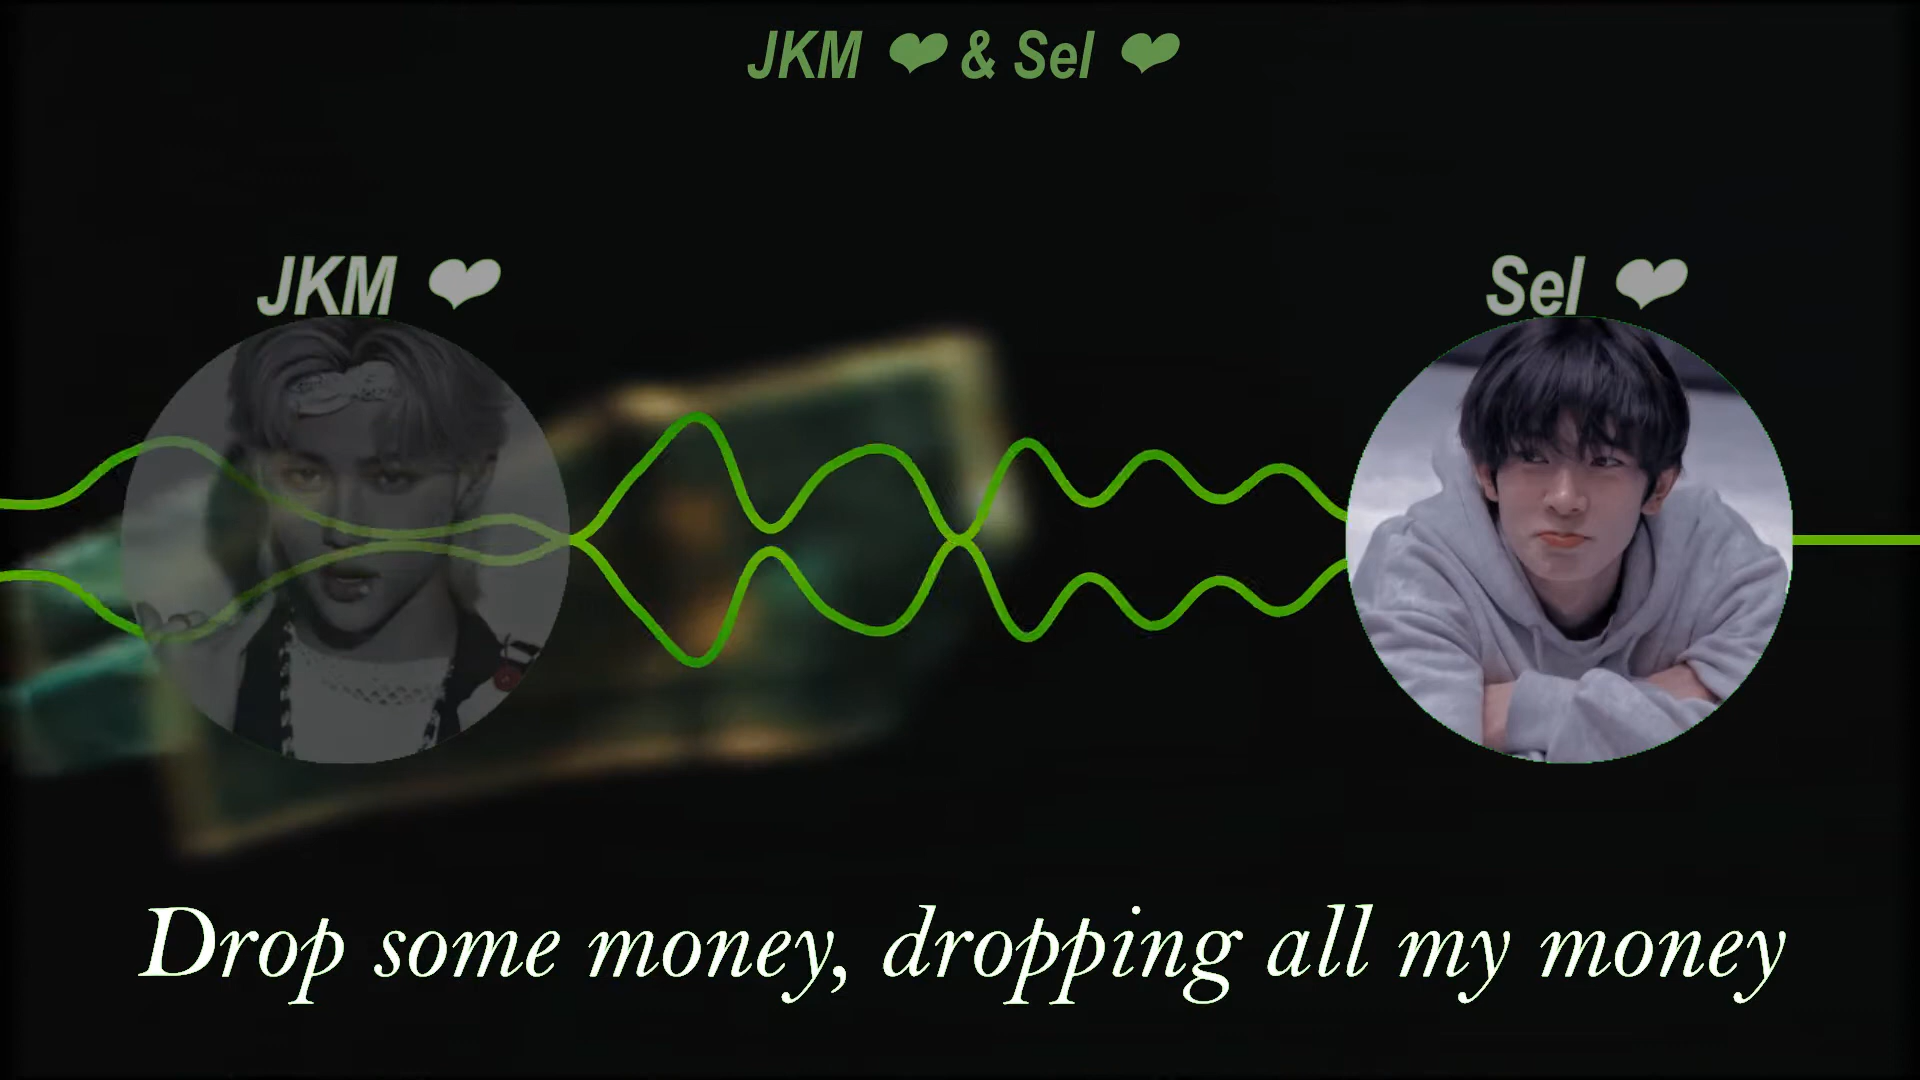 JKM ❤ & Sel ❤
JKM ❤
Sel ❤
Drop some money, dropping all my money